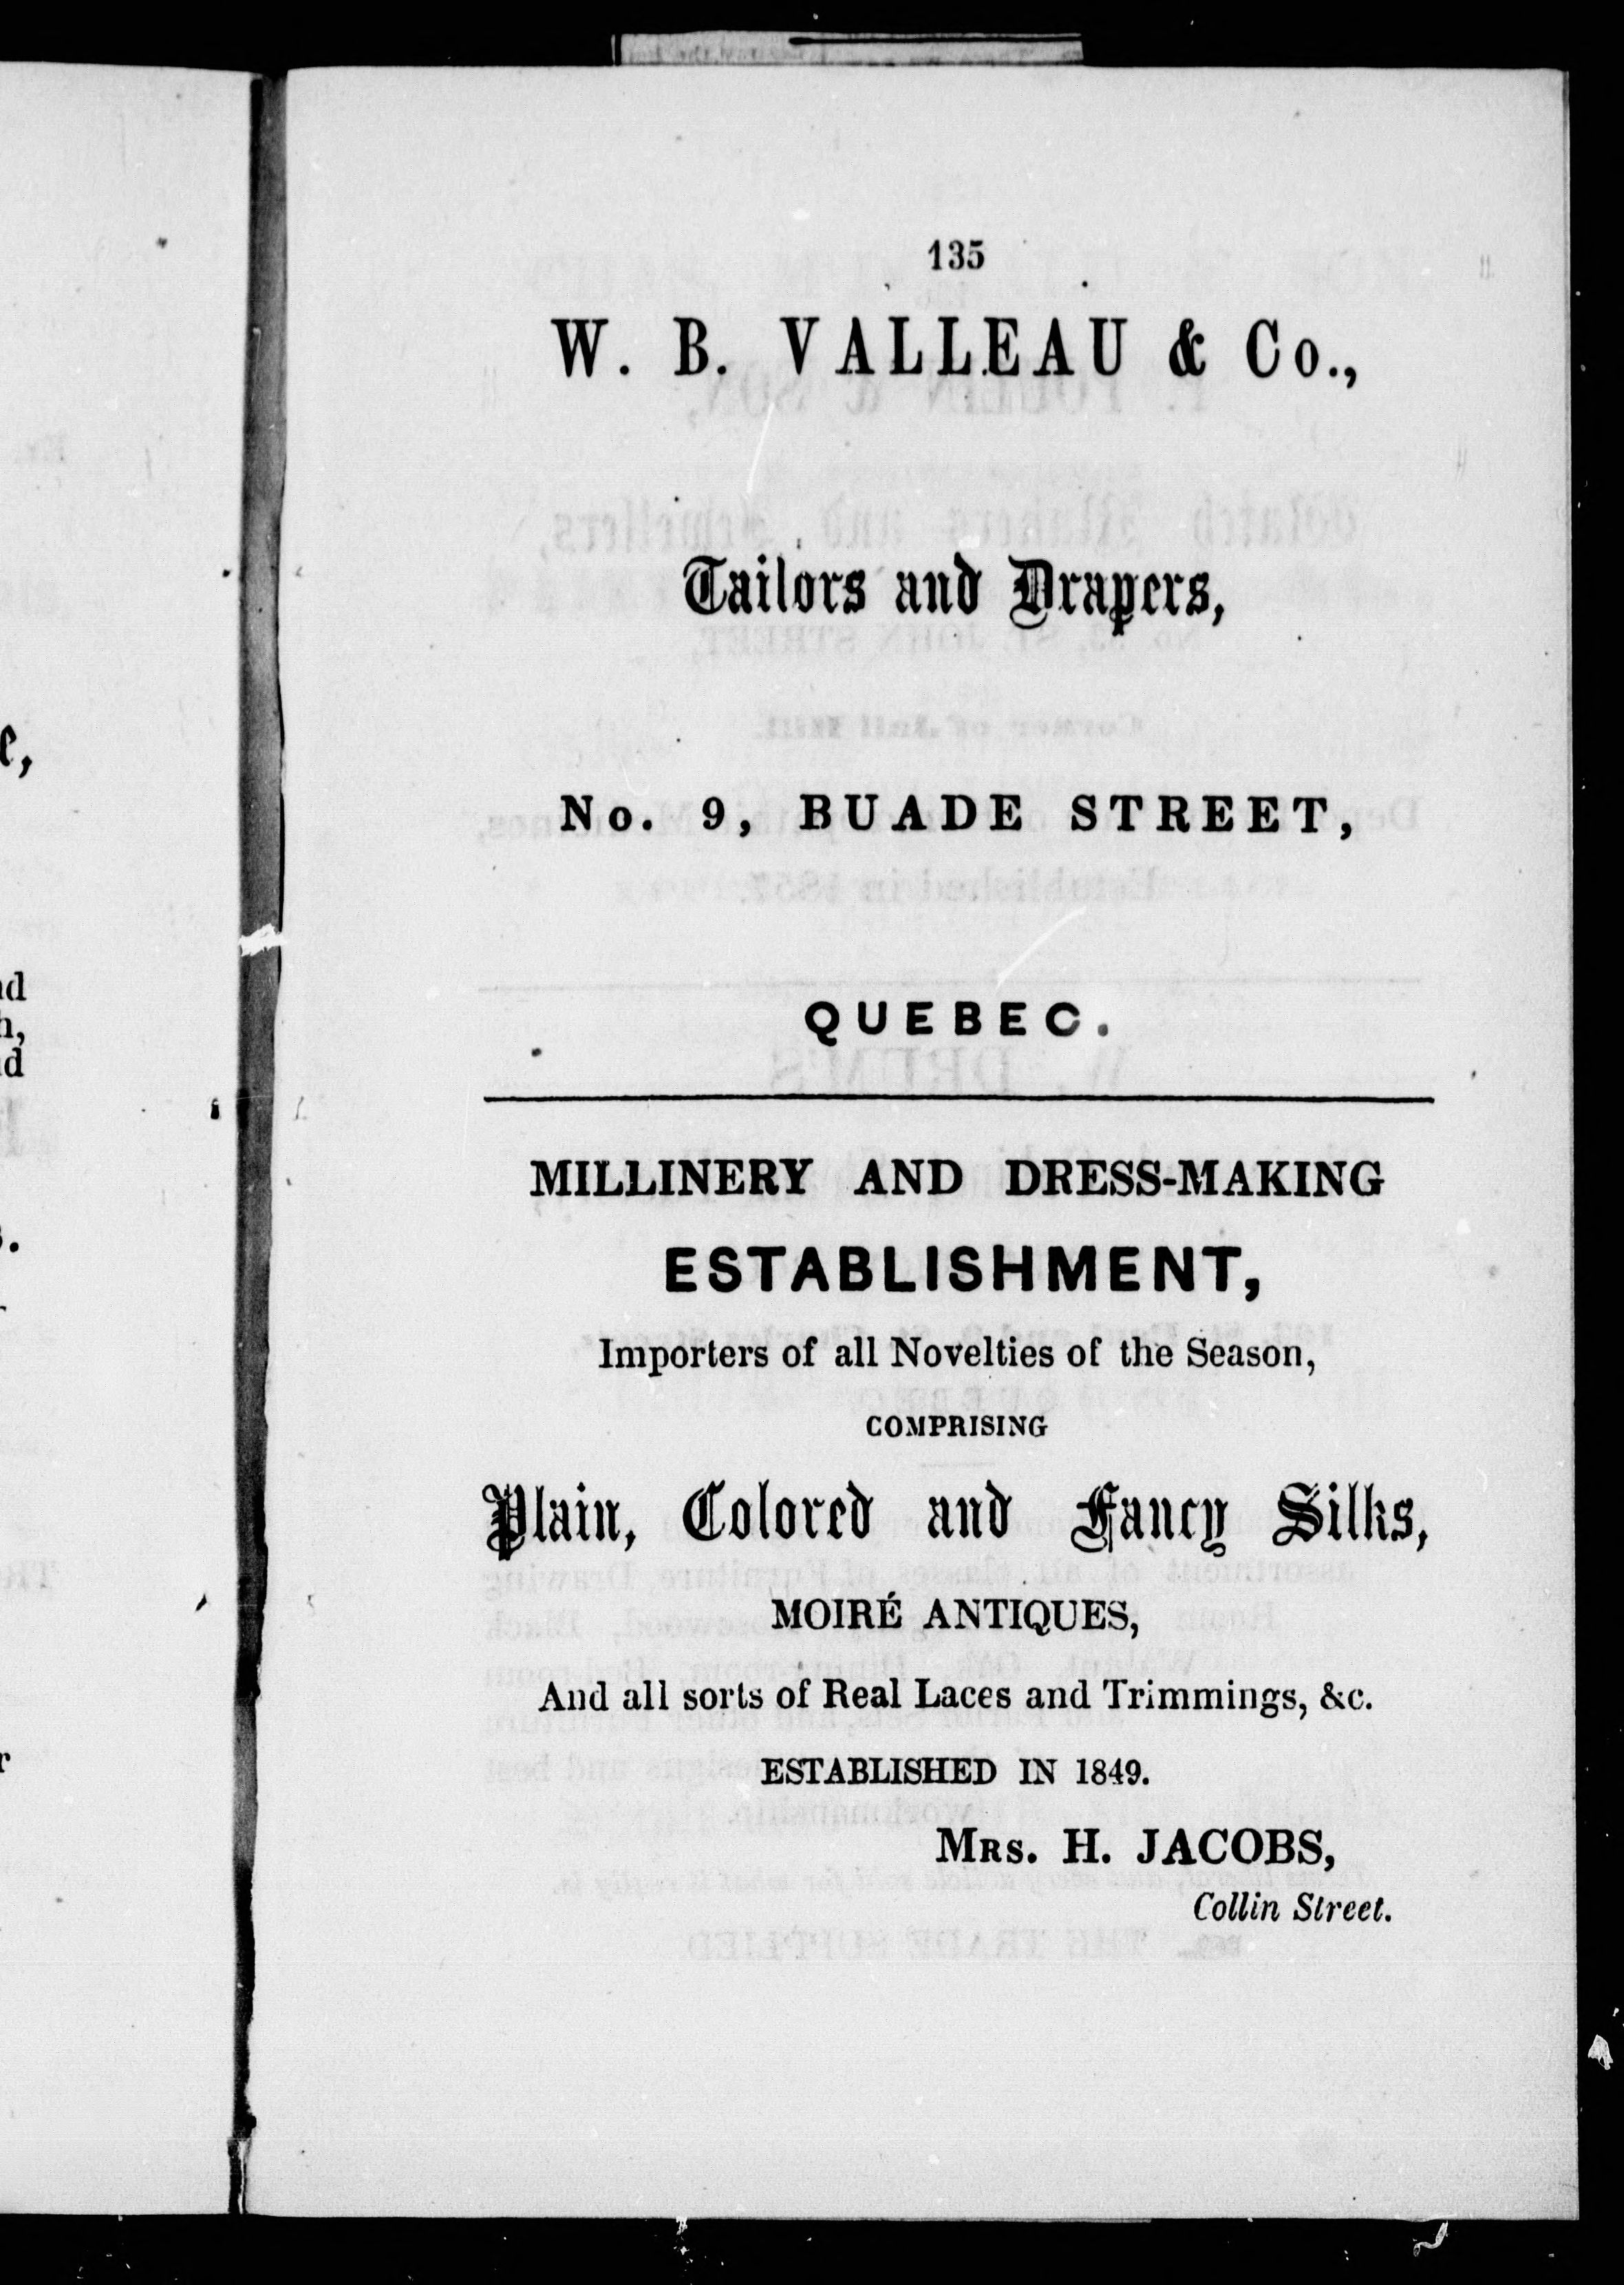 135
W. B. VALLEAU & Co.,
Tailors and Drapers,
No. 9, BUADE STREET,
QUEBEC.
MILLINERY AND DRESS-MAKING
ESTABLISHMENT,
Importers of all Novelties of the Season,
COMPRISING
Plain, Colored and Fancy Silks,
MOIRÉ ANTIQUES,
And all sorts of Real Laces and Trimmings, &c.
ESTABLISHED IN 1849.
MRS. H. JACOBS,
Collin Street.